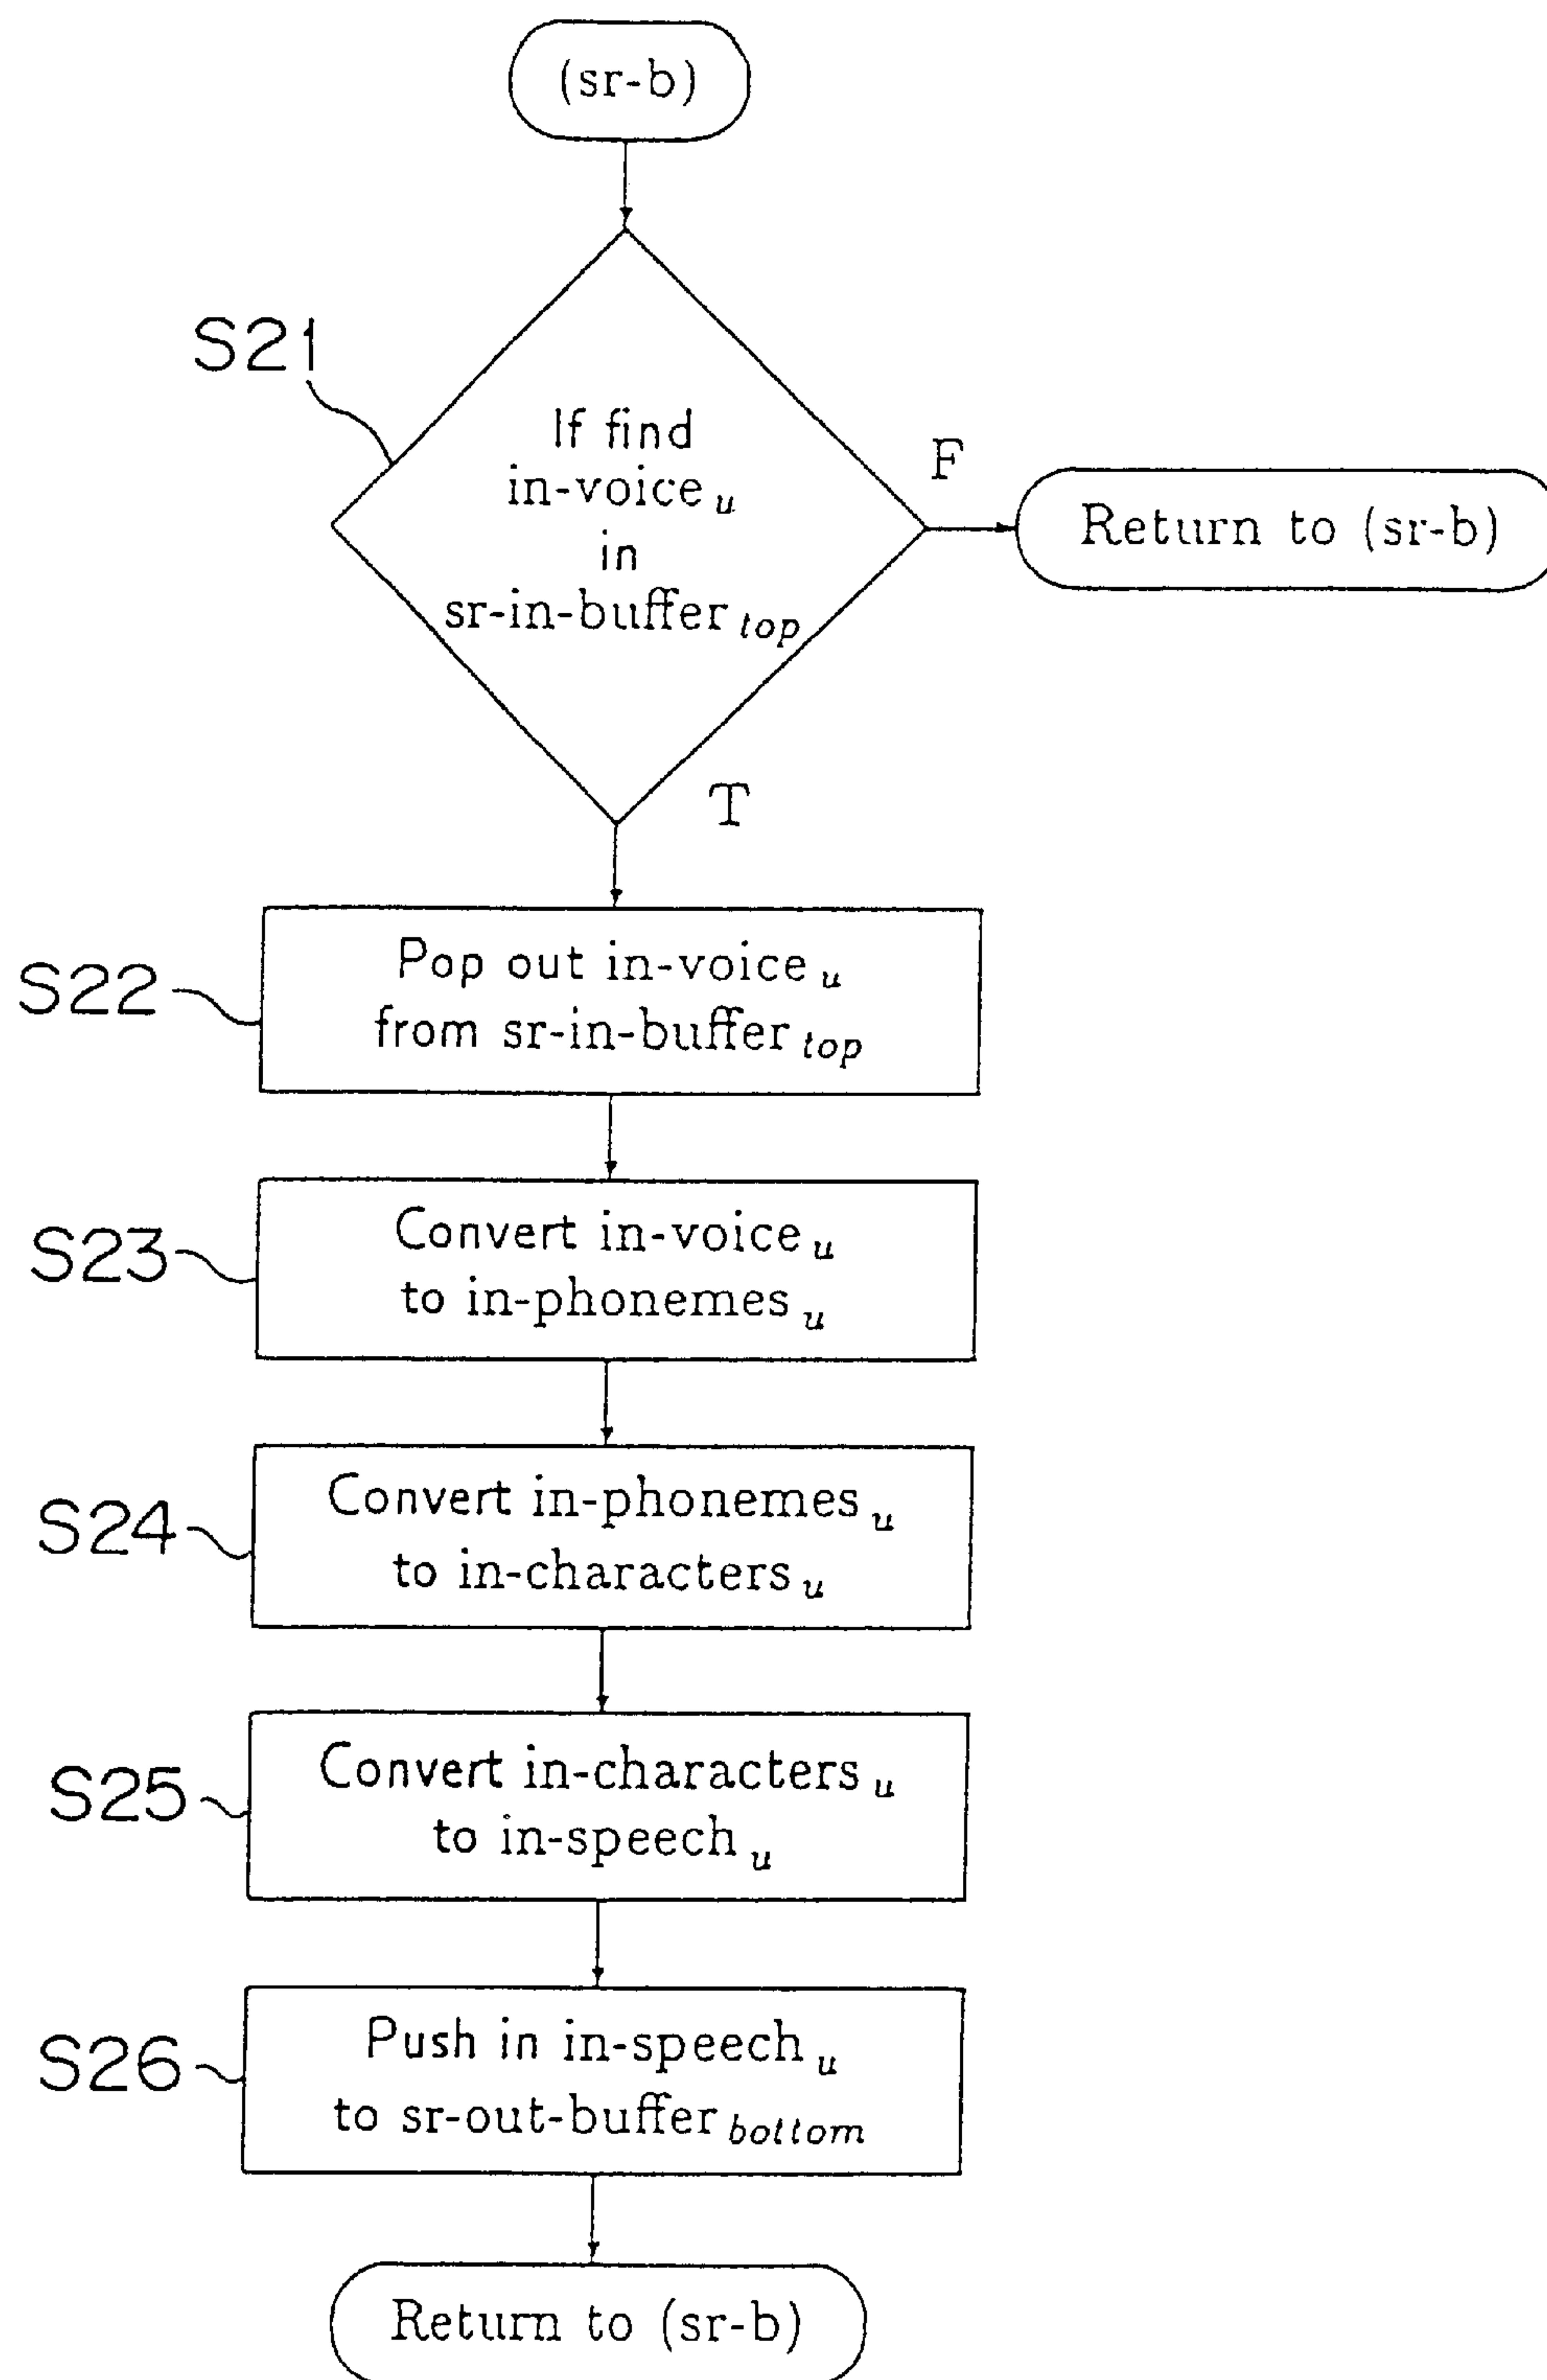 (sr-b)
S21
If find
in-voice u
in
sr-in-buffer top
F
Return to (sr-b)
T
S22
Pop out in-voice u
from sr-in-buffer top
S23
Convert in-voice u
to in-phonemes u
S24
Convert in-phonemes u
to in-characters u
S25
Convert in-characters u
to in-speech u
S26
Push in in-speech u
to sr-out-buffer bottom
Return to (sr-b)